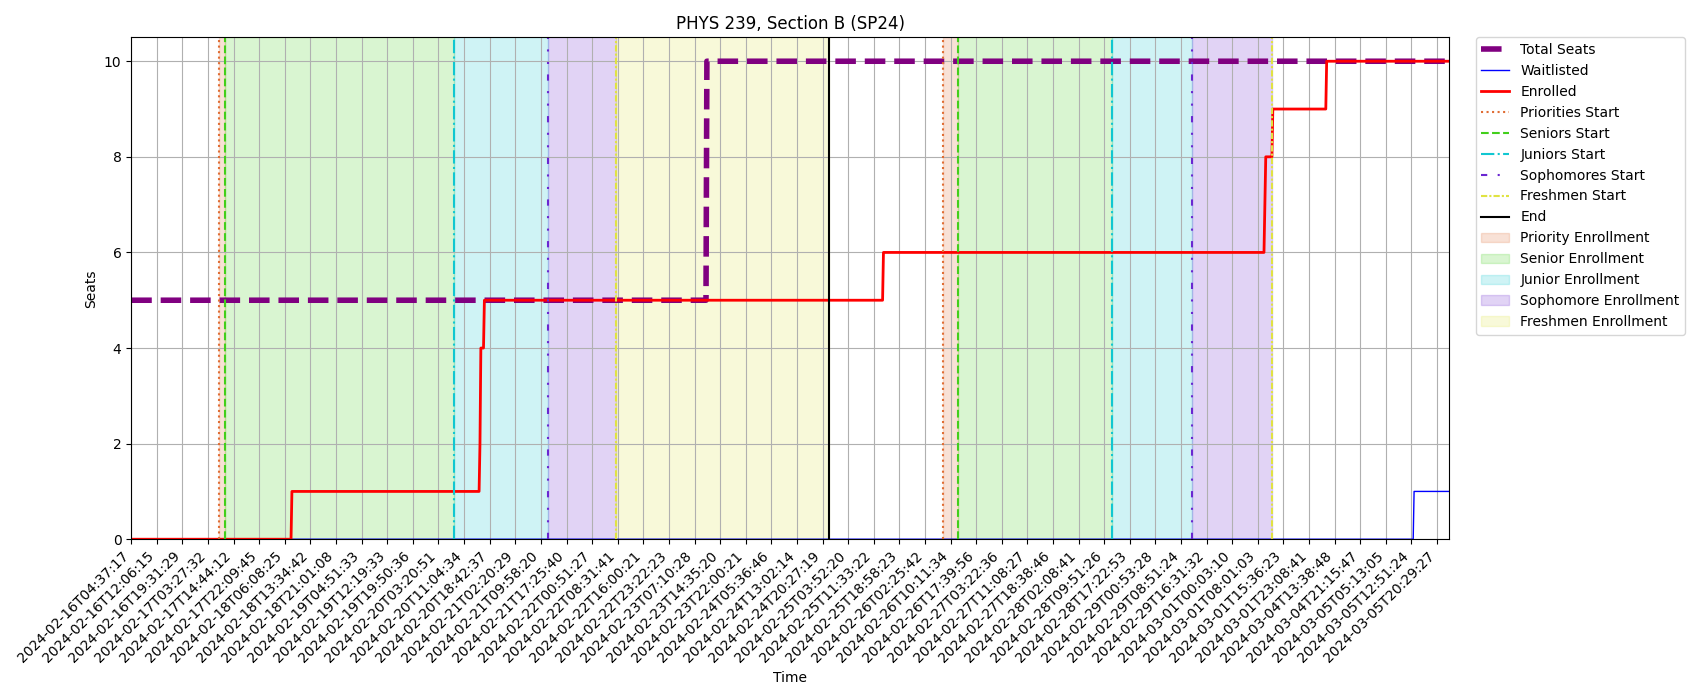 PHYS 239, Section B (SP24)
Total Seats
Waitlisted
Enrolled
Priorities Start
Seniors Start
Juniors Start
Sophomores Start
Freshmen Start
End
Priority Enrollment
Senior Enrollment
Junior Enrollment
Sophomore Enrollment
Freshmen Enrollment
Seats
10
8
6
4
2
0
2024-02-16T04:37:17
2024-02-16T12:06:15
2024-02-16T19:31:29
2024-02-17T03:27:32
2024-02-17T14:44:12
2024-02-17T22:09:45
2024-02-18T06:08:25
2024-02-18T13:34:42
2024-02-18T21:01:08
2024-02-19T04:51:33
2024-02-19T12:19:33
2024-02-19T19:50:36
2024-02-20T03:20:51
2024-02-20T11:04:34
2024-02-20T18:42:37
2024-02-21T02:20:29
2024-02-21T09:58:20
2024-02-21T17:25:40
2024-02-22T00:51:27
2024-02-22T08:31:41
2024-02-22T16:00:21
2024-02-22T23:22:23
2024-02-23T07:10:28
2024-02-23T14:35:20
2024-02-23T22:00:21
2024-02-24T05:36:46
2024-02-24T13:02:14
2024-02-24T20:27:19
2024-02-25T03:52:20
2024-02-25T11:33:22
2024-02-25T18:58:23
2024-02-26T02:25:42
2024-02-26T10:11:34
2024-02-26T17:39:56
2024-02-27T03:22:36
2024-02-27T11:08:27
2024-02-27T18:38:46
2024-02-28T02:08:41
2024-02-28T09:51:26
2024-02-28T17:22:53
2024-02-29T00:53:28
2024-02-29T08:51:24
2024-02-29T16:31:32
2024-03-01T00:03:10
2024-03-01T08:01:03
2024-03-01T15:36:23
2024-03-01T23:08:41
2024-03-04T13:38:48
2024-03-04T21:15:47
2024-03-05T05:13:05
2024-03-05T12:51:24
2024-03-05T20:29:27
Time